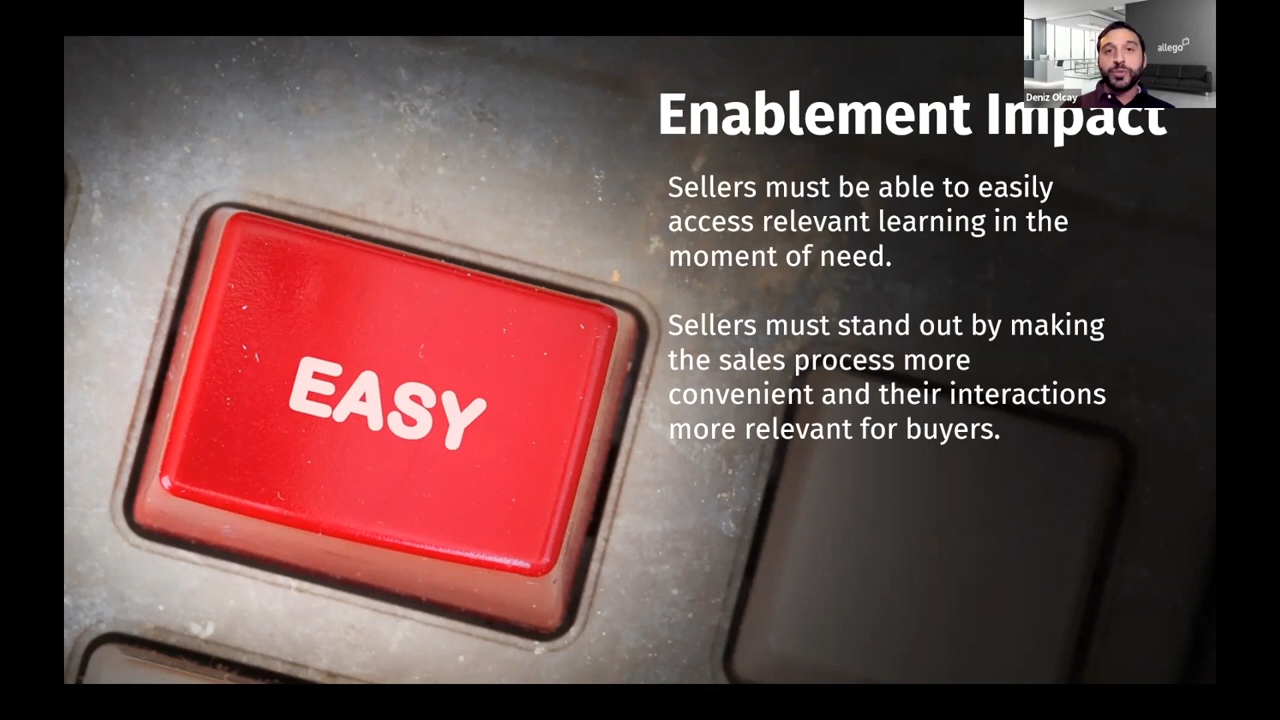 allego
Deniz Olcay
Enablement Impact
Sellers must be able to easily
access relevant learning in the
moment of need.
Sellers must stand out by making
the sales process more
convenient and their interactions
more relevant for buyers.
EASY